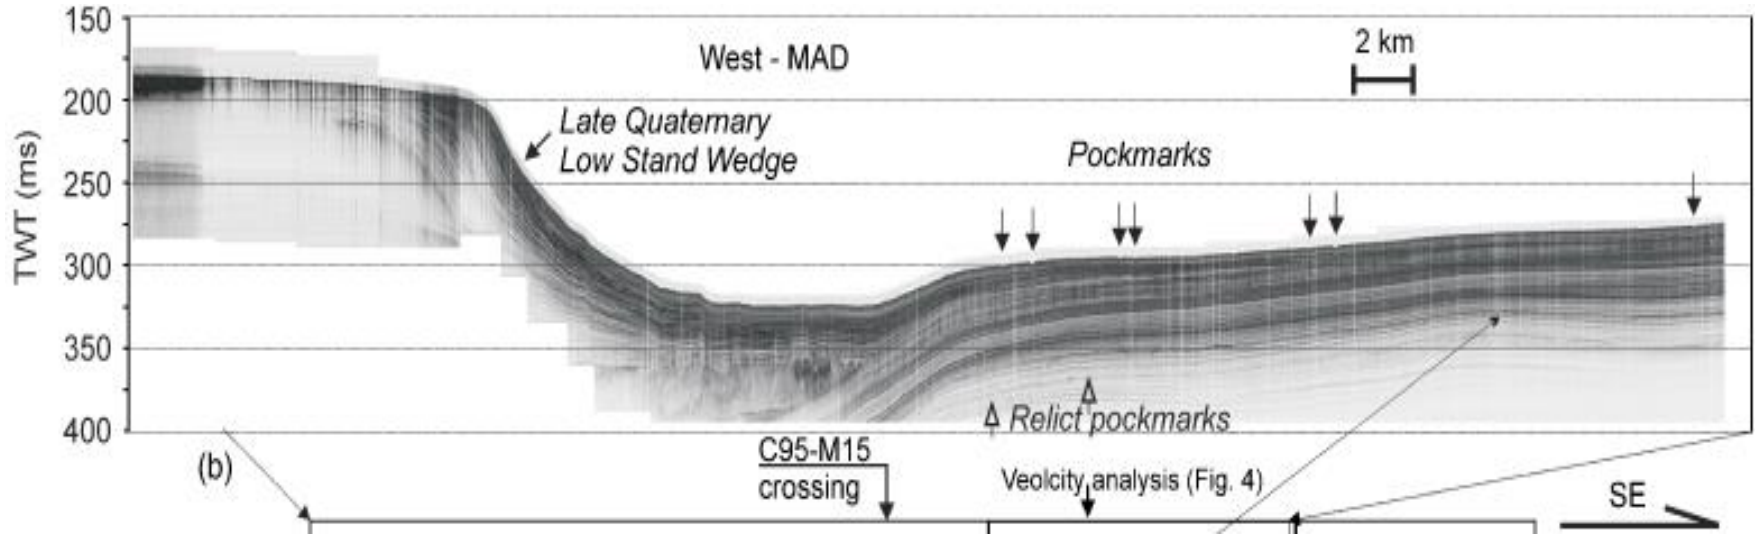 150
200
250
300
350
400
TWT (ms)
West - MAD
2 km
Late Quaternary
Low Stand Wedge
Pockmarks
Relict pockmarks
(b)
C95-M15
crossing
Veolcity analysis (Fig. 4)
SE